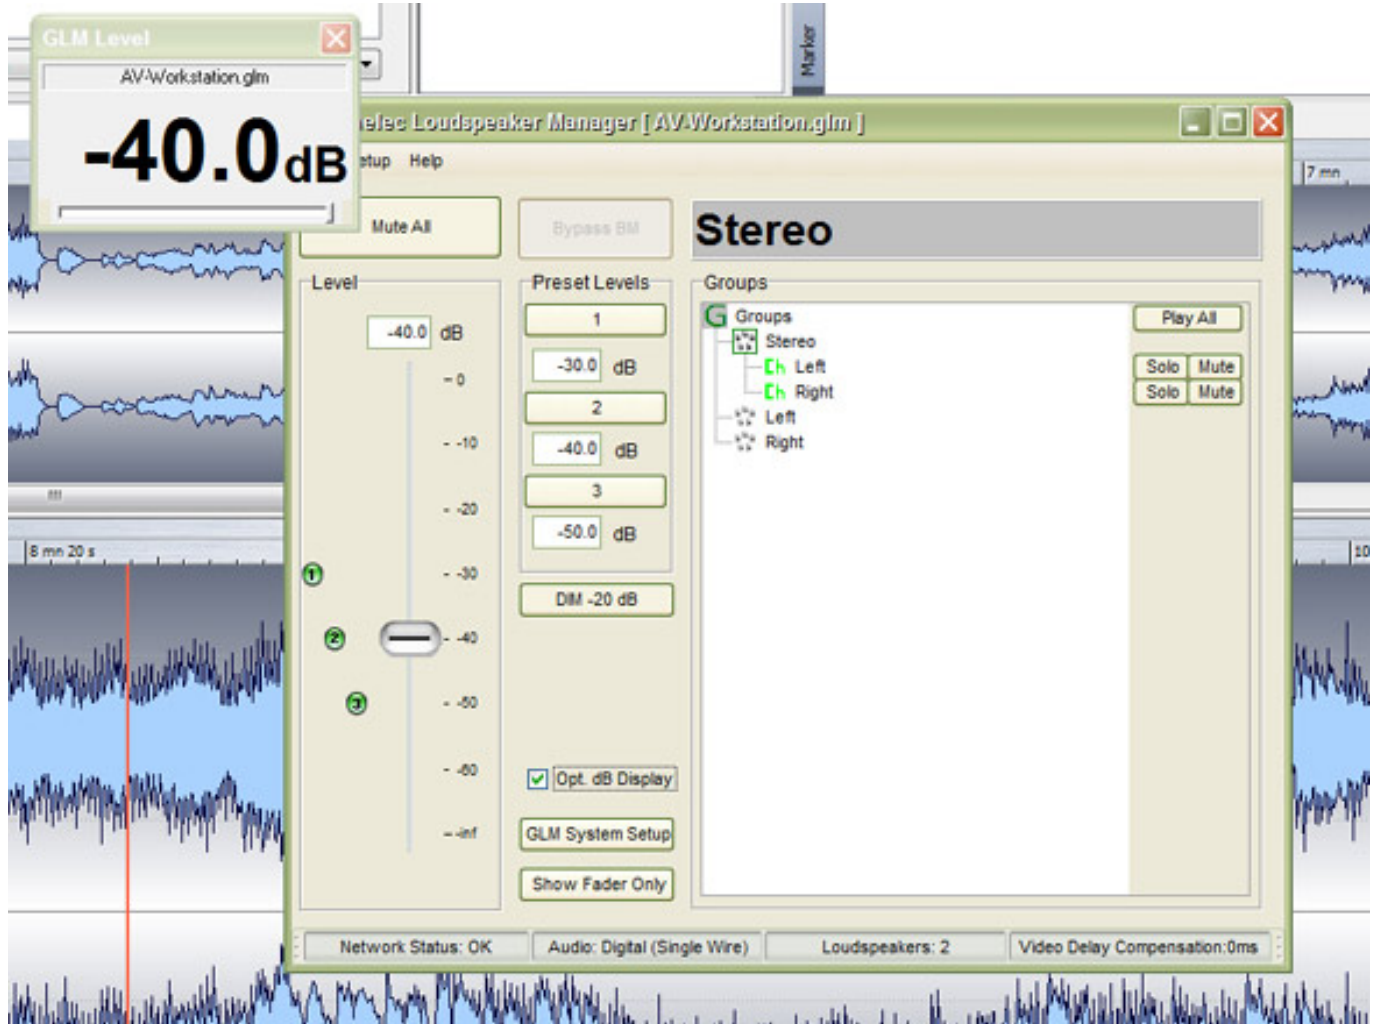 GLM Level
AV-Workstation.glm
-40.0dB
Marker
elec Loudspeaker Manager [ AV-Workstation.glm ]
etup Help
7 mn
Mute All
Bypass BM
Stereo
Level
Preset Levels
Groups
-40.0 dB
1
-30.0 dB
2
-40.0 dB
3
-50.0 dB
- 0
- -10
- -20
- -30
- -40
- -50
- -60
- -inf
1
2
3
DIM -20 dB
Opt. dB Display
GLM System Setup
Show Fader Only
G Groups
Stereo
Ch Left
Ch Right
Left
Right
Play All
Solo Mute
Solo Mute
8 mn 20 s
10
Network Status: OK
Audio: Digital (Single Wire)
Loudspeakers: 2
Video Delay Compensation:0ms